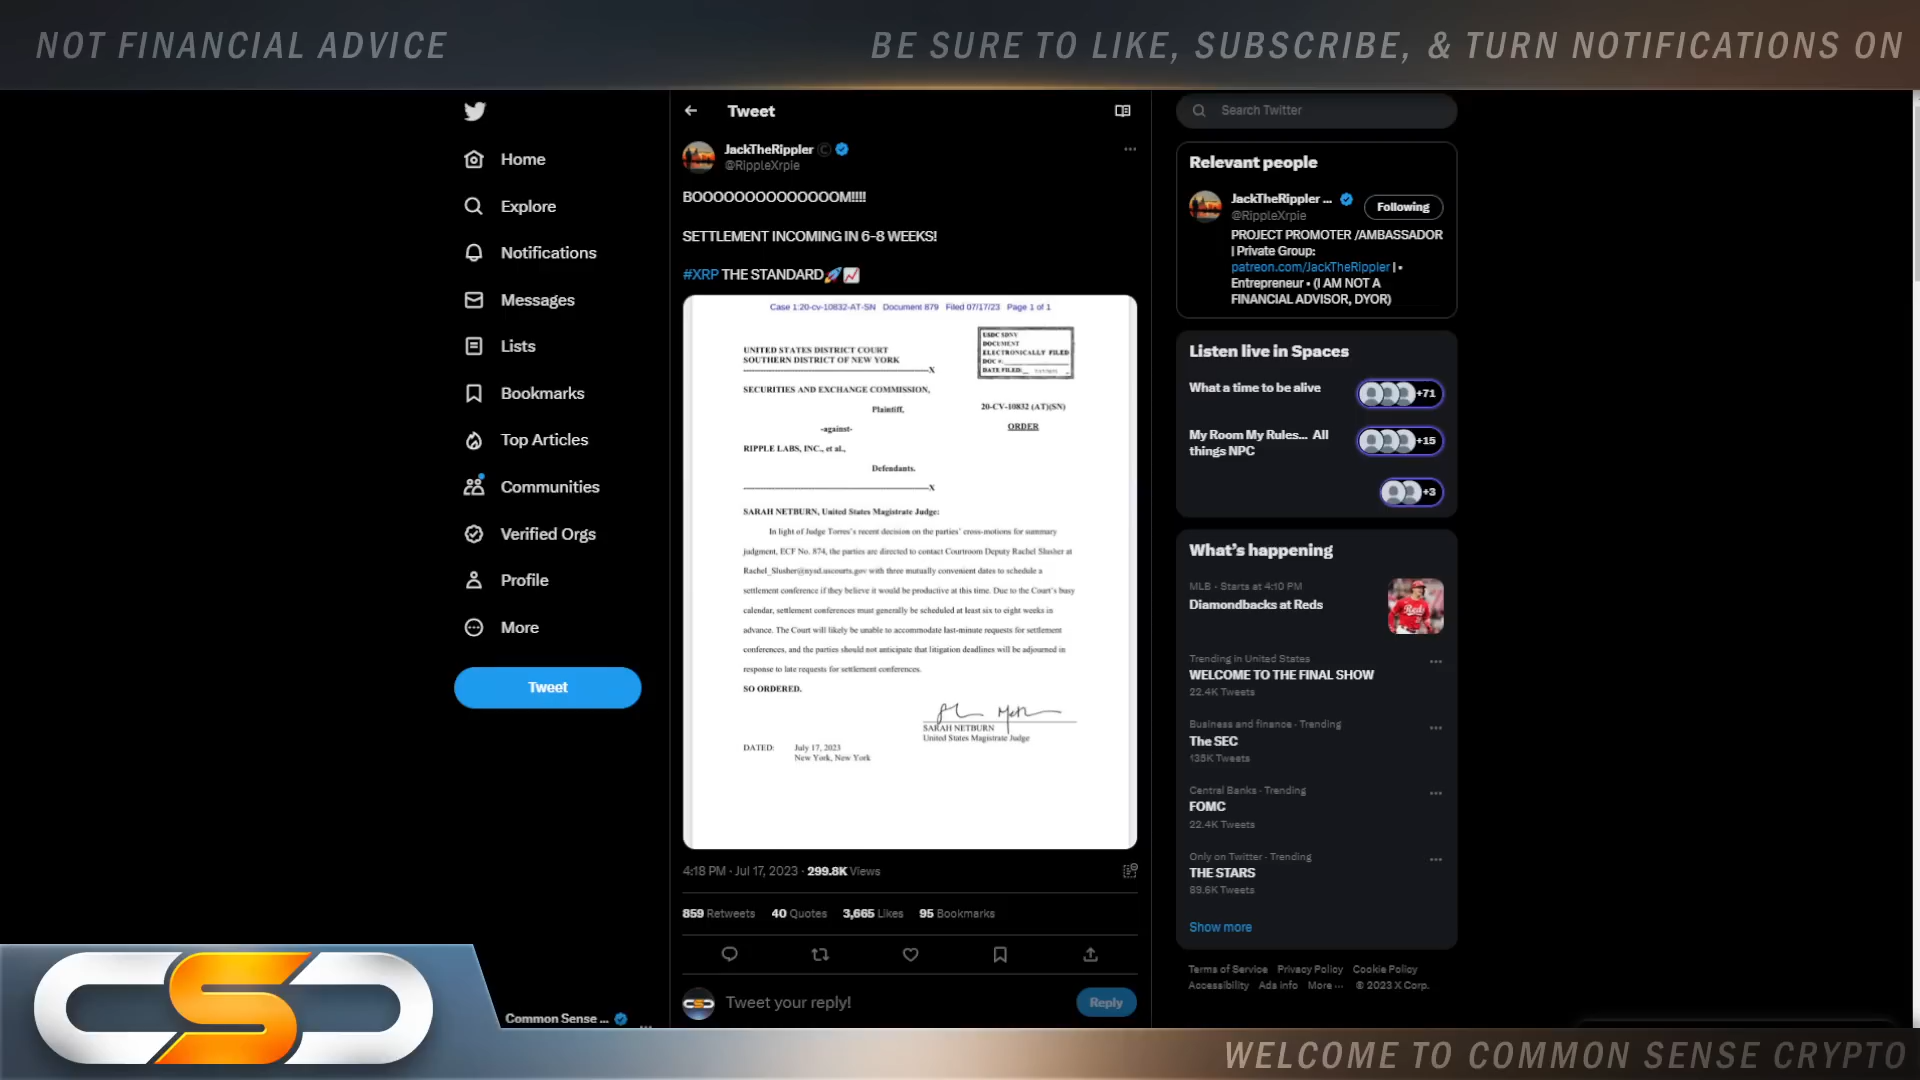 NOT FINANCIAL ADVICE
BE SURE TO LIKE, SUBSCRIBE, & TURN NOTIFICATIONS ON
Home
Explore
Notifications
Messages
Lists
Bookmarks
Top Articles
Communities
Verified Orgs
Profile
More
Tweet
Common Sense ...
Tweet
JackTheRippler ©
@RippleXrpie
BOOOOOOOOOOOOOOM!!!!
SETTLEMENT INCOMING IN 6-8 WEEKS!
#XRP THE STANDARD🚀📈
Case 1:20-cv-10832-AT-SN Document 879 Filed 07/17/23 Page 1 of 1
USDC SDNY
DOCUMENT
ELECTRONICALLY FILED
DOC #:
DATE FILED:
UNITED STATES DISTRICT COURT
SOUTHERN DISTRICT OF NEW YORK
X
SECURITIES AND EXCHANGE COMMISSION,
Plaintiff,
20-CV-10832 (AT)(SN)
-against-
ORDER
RIPPLE LABS, INC., et al.,
Defendants.
X
SARAH NETBURN, United States Magistrate Judge:
In light of Judge Torres's recent decision on the parties' cross-motions for summary
judgment, ECF No. 874, the parties are directed to contact Courtroom Deputy Rachel Slusher at
Rachel_Slusher@nysd.uscourts.gov with three mutually convenient dates to schedule a
settlement conference if they believe it would be productive at this time. Due to the Court's busy
calendar, settlement conferences must generally be scheduled at least six to eight weeks in
advance. The Court will likely be unable to accommodate last-minute requests for settlement
conferences, and the parties should not anticipate that litigation deadlines will be adjourned in
response to late requests for settlement conferences.
SO ORDERED.
SARAH NETBURN
United States Magistrate Judge
DATED: July 17, 2023
New York, New York
4:18 PM · Jul 17, 2023 · 299.8K Views
859 Retweets 40 Quotes 3,665 Likes 95 Bookmarks
Tweet your reply!
Reply
Search Twitter
Relevant people
JackTheRippler ...
@RippleXrpie
Following
PROJECT PROMOTER /AMBASSADOR
| Private Group:
patreon.com/JackTheRippler | •
Entrepreneur • (I AM NOT A
FINANCIAL ADVISOR, DYOR)
Listen live in Spaces
What a time to be alive
+71
My Room My Rules... All
things NPC
+15
+3
What's happening
MLB · Starts at 4:10 PM
Diamondbacks at Reds
Reds
Trending in United States
WELCOME TO THE FINAL SHOW
22.4K Tweets
Business and finance · Trending
The SEC
135K Tweets
Central Banks · Trending
FOMC
22.4K Tweets
Only on Twitter · Trending
THE STARS
89.6K Tweets
Show more
Terms of Service Privacy Policy Cookie Policy
Accessibility Ads info More ··· © 2023 X Corp.
CSC
WELCOME TO COMMON SENSE CRYPTO